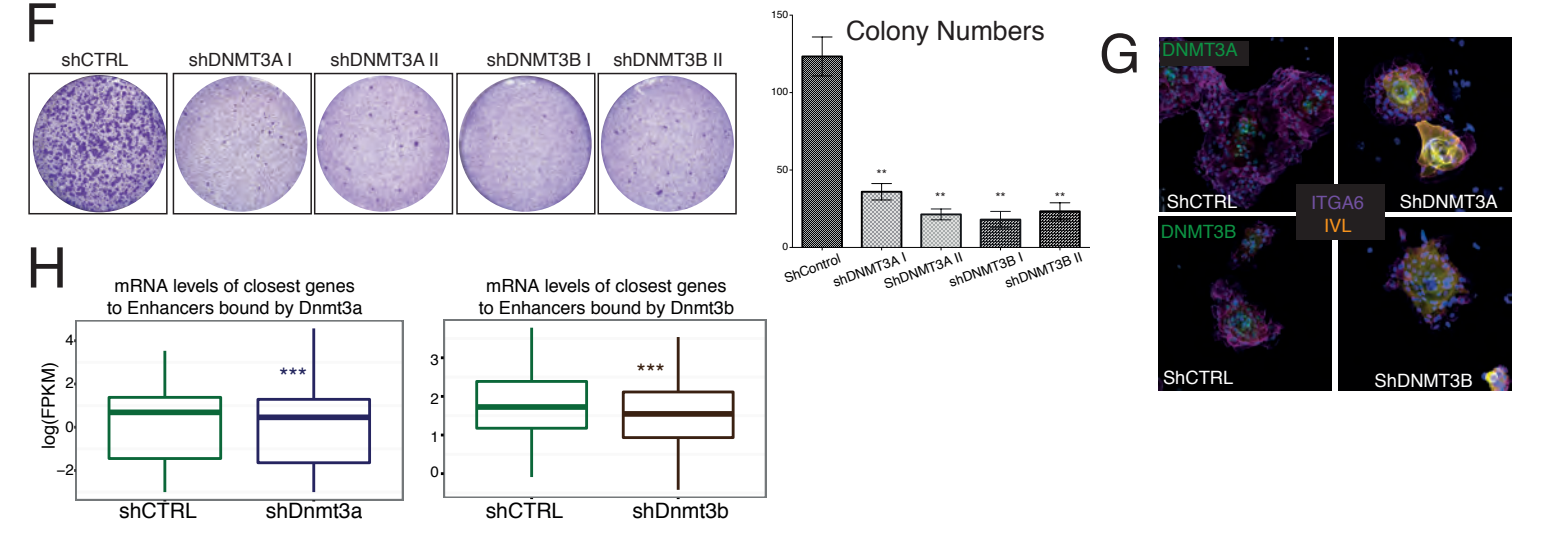 F
shCTRL
shDNMT3A I
shDNMT3A II
shDNMT3B I
shDNMT3B II
Colony Numbers
150
100
50
0
**
**
**
**
ShControl
shDNMT3A I
ShDNMT3A II
shDNMT3B I
shDNMT3B II
G
DNMT3A
ShCTRL
ShDNMT3A
ITGA6
IVL
DNMT3B
ShCTRL
ShDNMT3B
H
mRNA levels of closest genes
to Enhancers bound by Dnmt3a
log(FPKM)
4
2
0
−2
***
shCTRL
shDnmt3a
mRNA levels of closest genes
to Enhancers bound by Dnmt3b
3
2
1
0
***
shCTRL
shDnmt3b